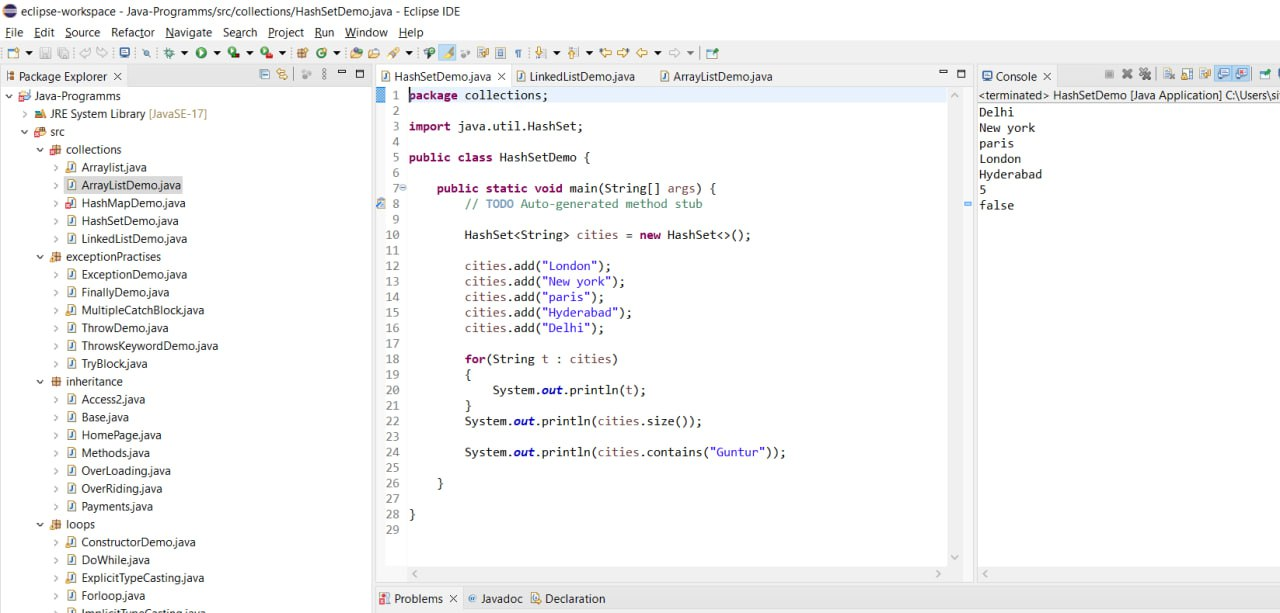 eclipse-workspace - Java-Programms/src/collections/HashSetDemo.java - Eclipse IDE
File Edit Source Refactor Navigate Search Project Run Window Help
Package Explorer
Java-Programms
JRE System Library [JavaSE-17]
src
collections
Arraylist.java
ArrayListDemo.java
HashMapDemo.java
HashSetDemo.java
LinkedListDemo.java
exceptionPractises
ExceptionDemo.java
FinallyDemo.java
MultipleCatchBlock.java
ThrowDemo.java
ThrowsKeywordDemo.java
TryBlock.java
inheritance
Access2.java
Base.java
HomePage.java
Methods.java
OverLoading.java
OverRiding.java
Payments.java
loops
ConstructorDemo.java
DoWhile.java
ExplicitTypeCasting.java
Forloop.java
ImplicitTypeCasting.java
HashSetDemo.java LinkedListDemo.java ArrayListDemo.java
1 package collections;
2
3 import java.util.HashSet;
4
5 public class HashSetDemo {
6
7 public static void main(String[] args) {
8 // TODO Auto-generated method stub
9
10 HashSet<String> cities = new HashSet<>();
11
12 cities.add("London");
13 cities.add("New york");
14 cities.add("paris");
15 cities.add("Hyderabad");
16 cities.add("Delhi");
17
18 for(String t : cities)
19 {
20 System.out.println(t);
21 }
22 System.out.println(cities.size());
23
24 System.out.println(cities.contains("Guntur"));
25
26 }
27
28 }
29
Problems Javadoc Declaration
Console
<terminated> HashSetDemo [Java Application] C:\Users\si
Delhi
New york
paris
London
Hyderabad
5
false